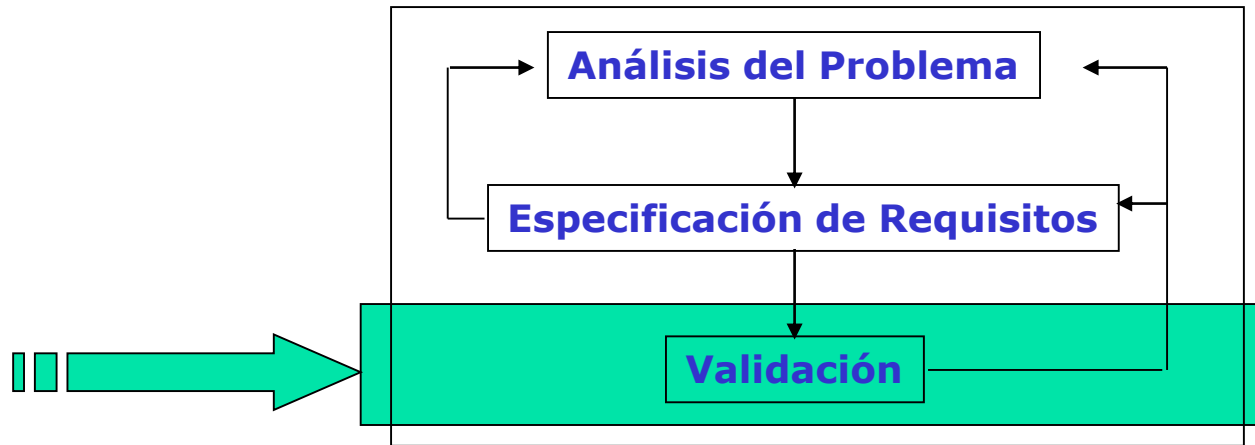 Análisis del Problema
Especificación de Requisitos
Validación